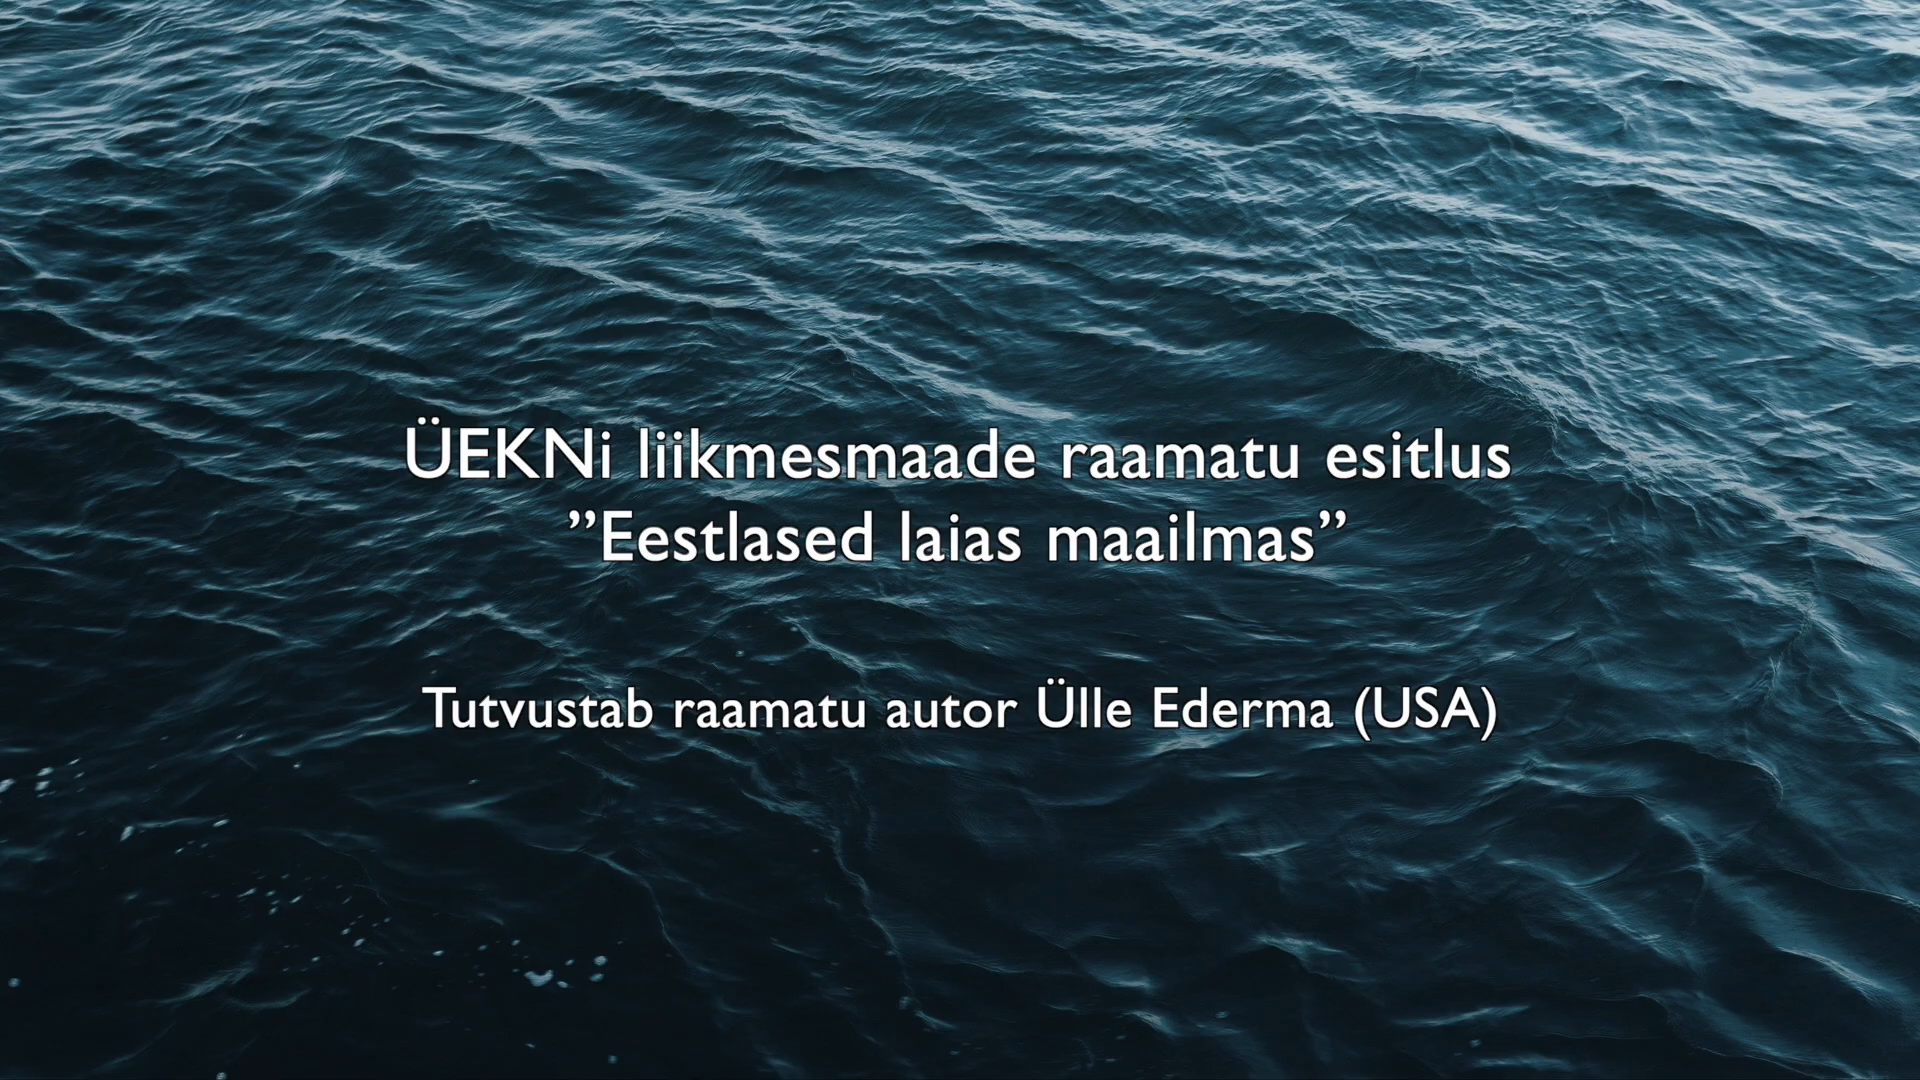 ÜEKNi liikmesmaade raamatu esitlus
”Eestlased laias maailmas”
Tutvustab raamatu autor Ülle Ederma (USA)